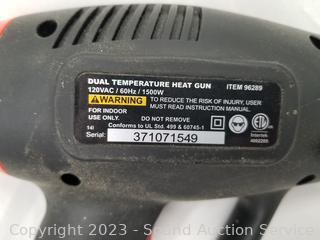 DUAL TEMPERATURE HEAT GUN ITEM 96289
120VAC / 60Hz / 1500W
WARNING TO REDUCE THE RISK OF INJURY, USER
MUST READ INSTRUCTION MANUAL.
FOR INDOOR
USE ONLY. DO NOT REMOVE
14l Conforms to UL Std. 499 & 60745-1
Serial: 371071549
Intertek
4002285
Copyright 2023 - Sound Auction Service